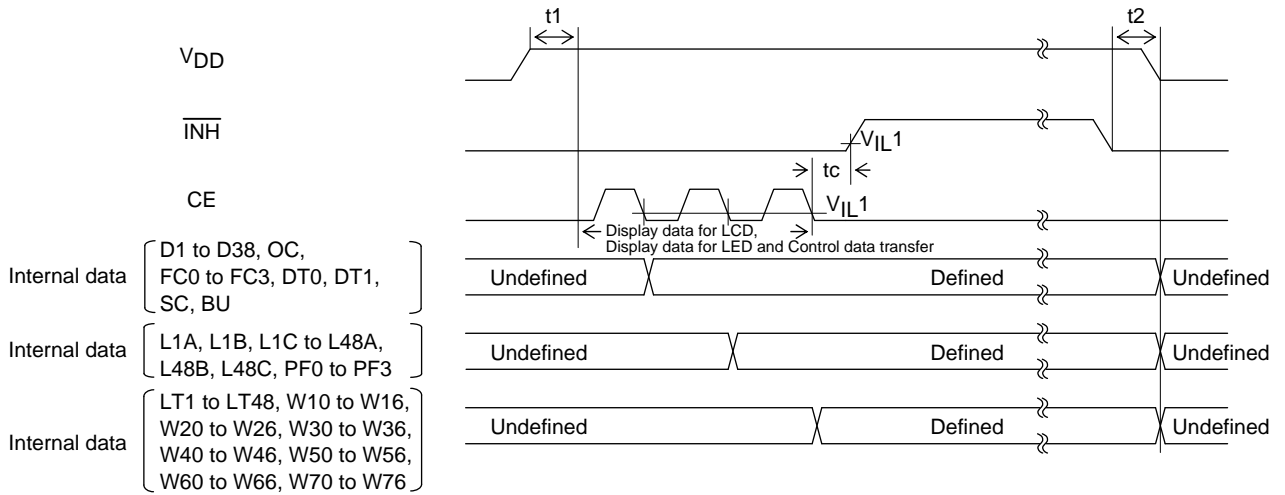 t1
t2
VDD
INH
VIL1
tc
CE
VIL1
Display data for LCD,
Display data for LED and Control data transfer
Internal data
D1 to D38, OC,
FC0 to FC3, DT0, DT1,
SC, BU
Undefined
Defined
Undefined
Internal data
L1A, L1B, L1C to L48A,
L48B, L48C, PF0 to PF3
Undefined
Defined
Undefined
Internal data
LT1 to LT48, W10 to W16,
W20 to W26, W30 to W36,
W40 to W46, W50 to W56,
W60 to W66, W70 to W76
Undefined
Defined
Undefined